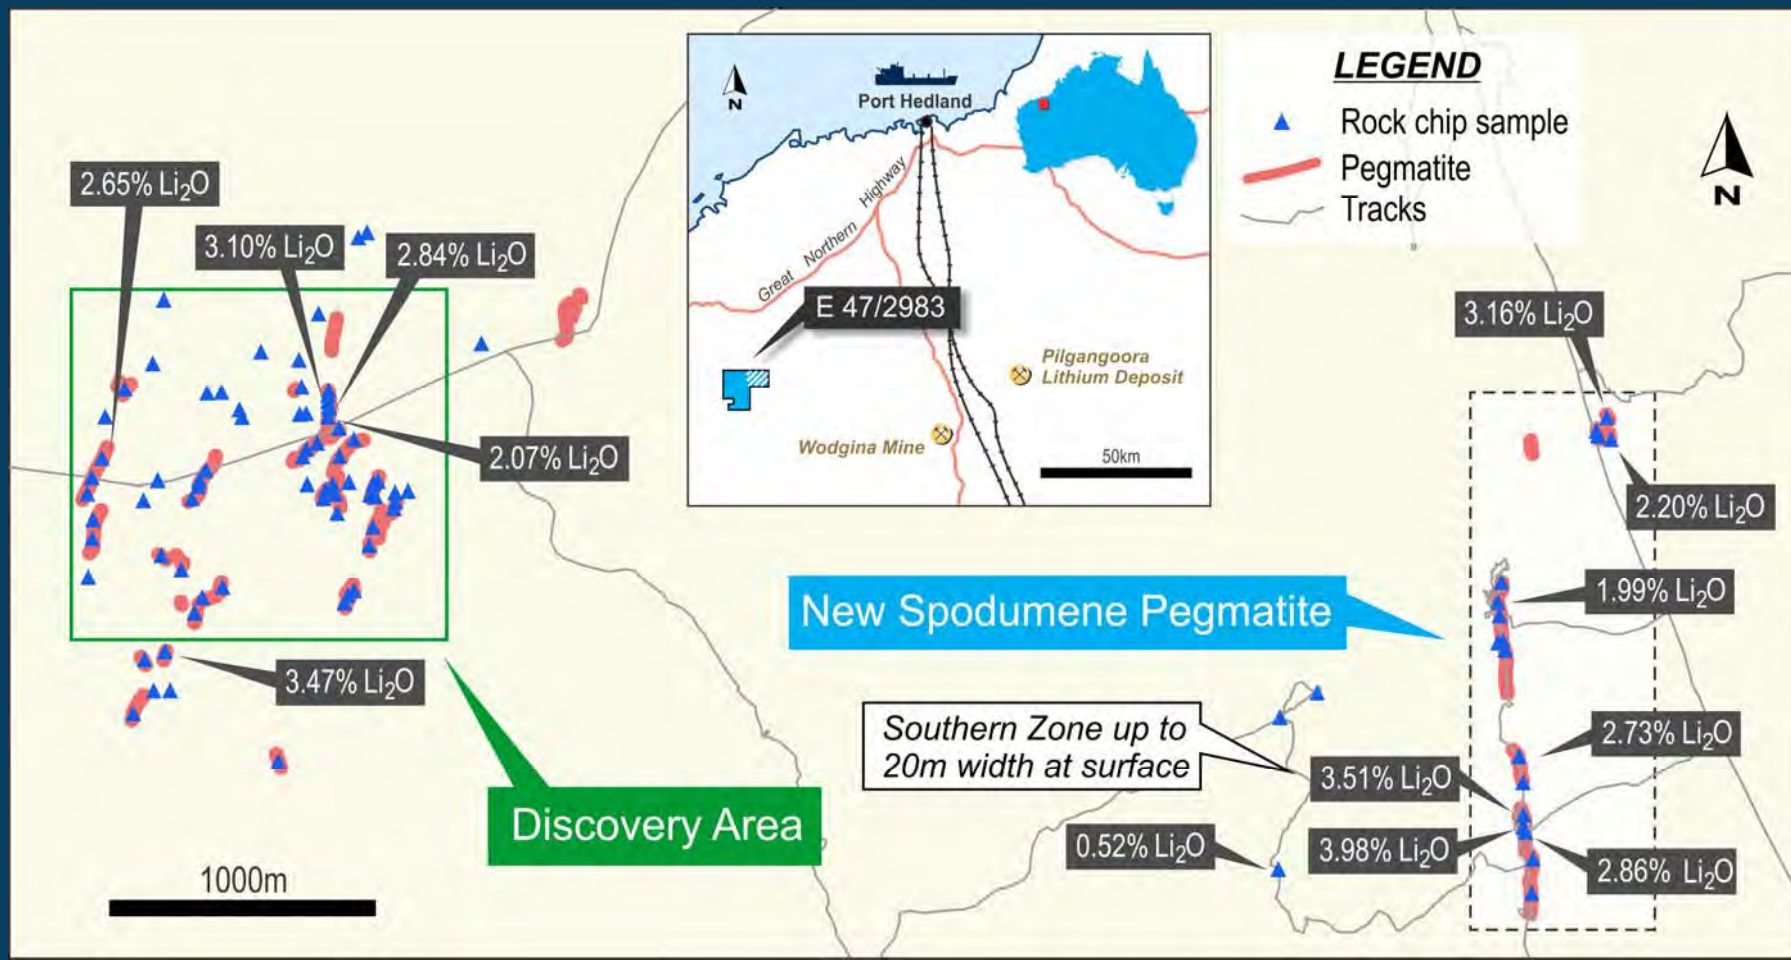 LEGEND
Rock chip sample
Pegmatite
Tracks
N
N
Port Hedland
Great Northern Highway
E 47/2983
Pilgangoora
Lithium Deposit
Wodgina Mine
50km
2.65% Li₂O
3.10% Li₂O
2.84% Li₂O
2.07% Li₂O
3.47% Li₂O
Discovery Area
1000m
3.16% Li₂O
2.20% Li₂O
New Spodumene Pegmatite
1.99% Li₂O
Southern Zone up to
20m width at surface
2.73% Li₂O
3.51% Li₂O
0.52% Li₂O
3.98% Li₂O
2.86% Li₂O